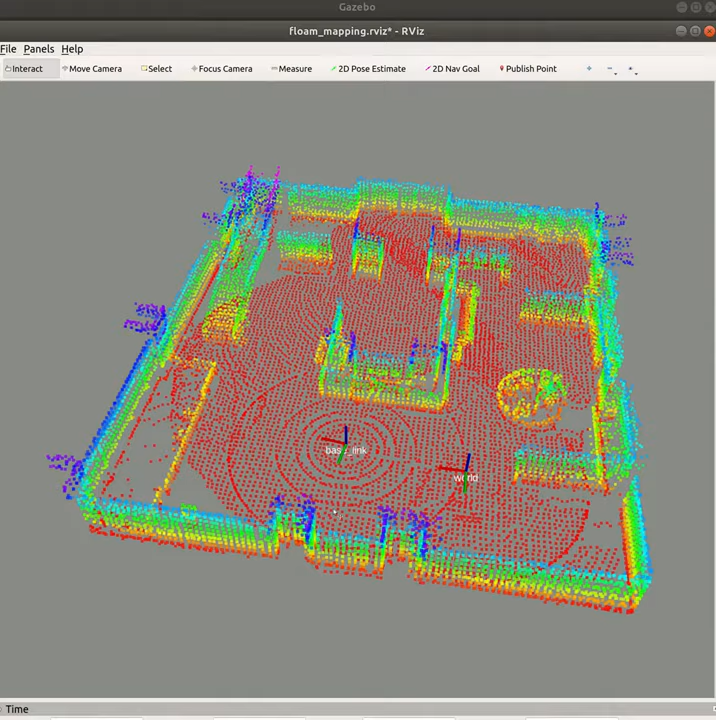 Gazebo
floam_mapping.rviz* - RViz
File Panels Help
Interact Move Camera Select Focus Camera Measure 2D Pose Estimate 2D Nav Goal Publish Point
base_link
world
Time